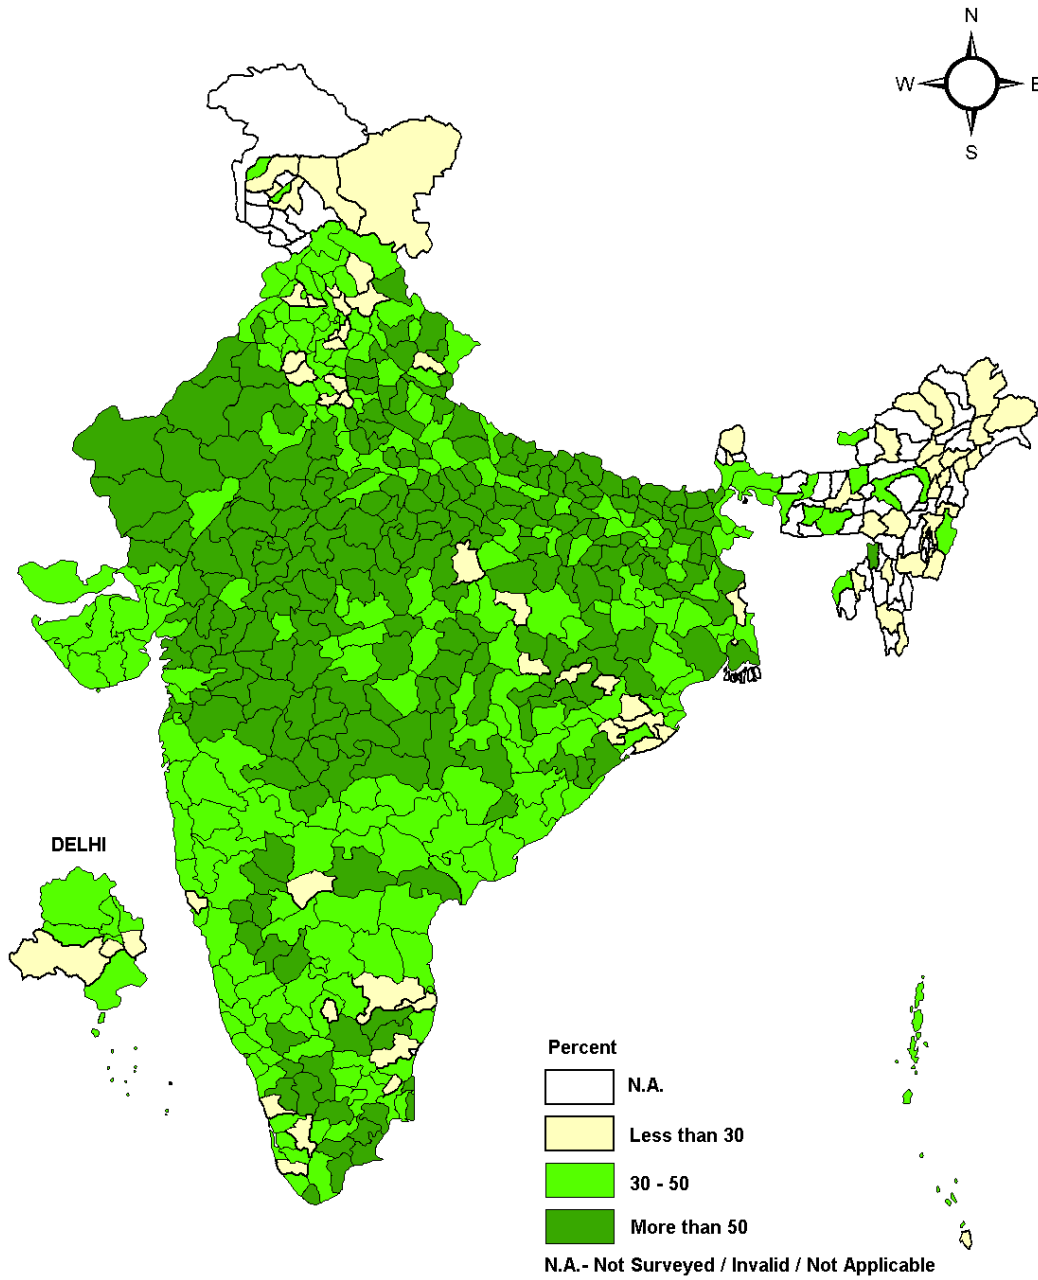 N
W
E
S
DELHI
Percent
N.A.
Less than 30
30 - 50
More than 50
N.A.- Not Surveyed / Invalid / Not Applicable